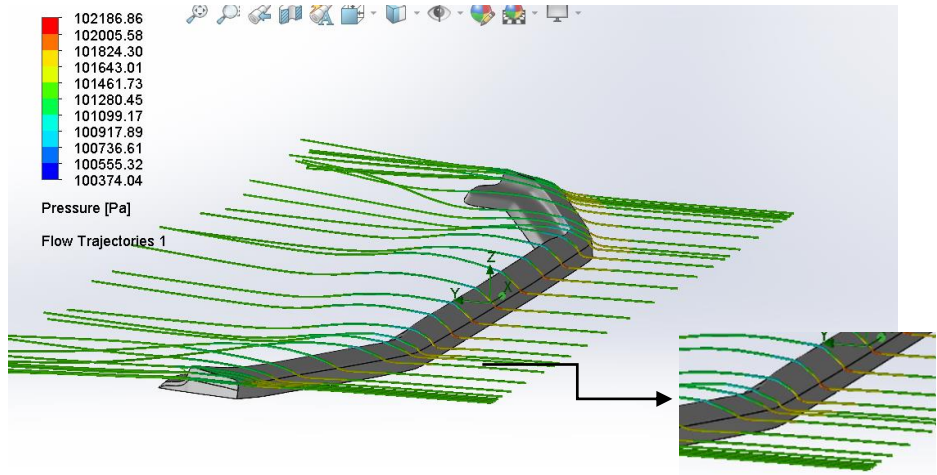 102186.86
102005.58
101824.30
101643.01
101461.73
101280.45
101099.17
100917.89
100736.61
100555.32
100374.04
Pressure [Pa]
Flow Trajectories 1
Z
Y
X
Y